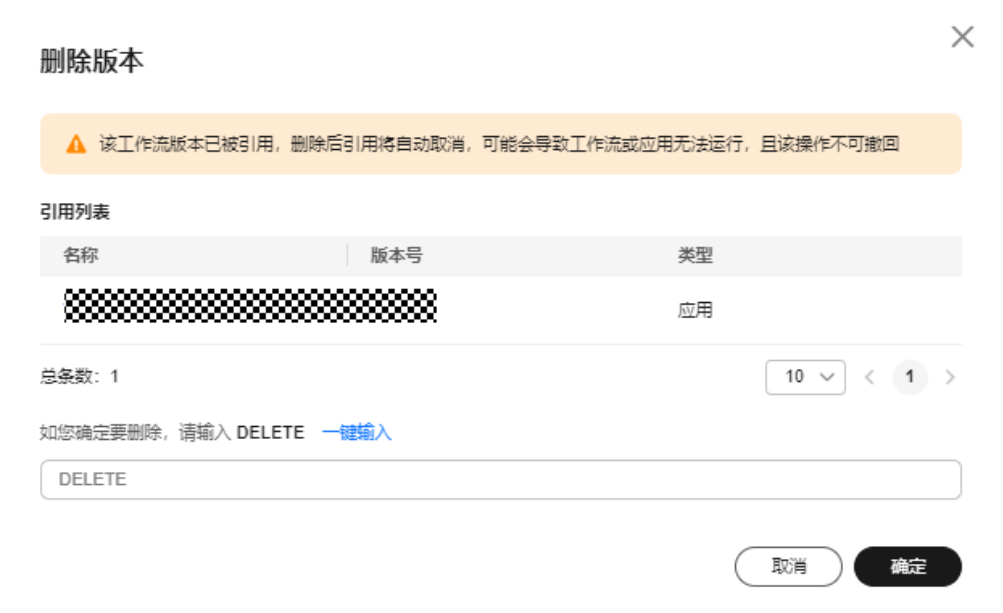 删除版本
该工作流版本已被引用，删除后引用将自动取消，可能会导致工作流或应用无法运行，且该操作不可撤回
引用列表
名称 版本号 类型
应用
总条数：1 10 1
如您确定要删除，请输入 DELETE 一键输入
DELETE
取消 确定